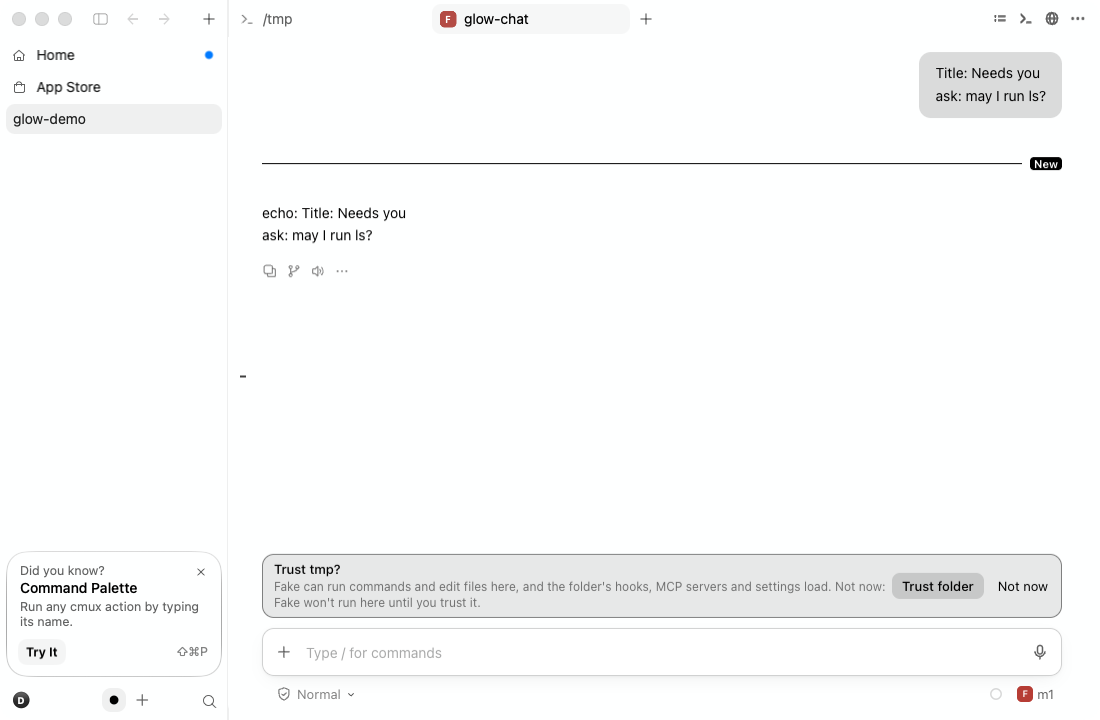 /tmp
F glow-chat
Home
App Store
glow-demo
Title: Needs you
ask: may I run ls?
New
echo: Title: Needs you
ask: may I run ls?
Did you know?
Command Palette
Run any cmux action by typing
its name.
Try It ⇧⌘P
D
Trust tmp?
Fake can run commands and edit files here, and the folder's hooks, MCP servers and settings load. Not now:
Fake won't run here until you trust it.
Trust folder Not now
Type / for commands
Normal
F m1